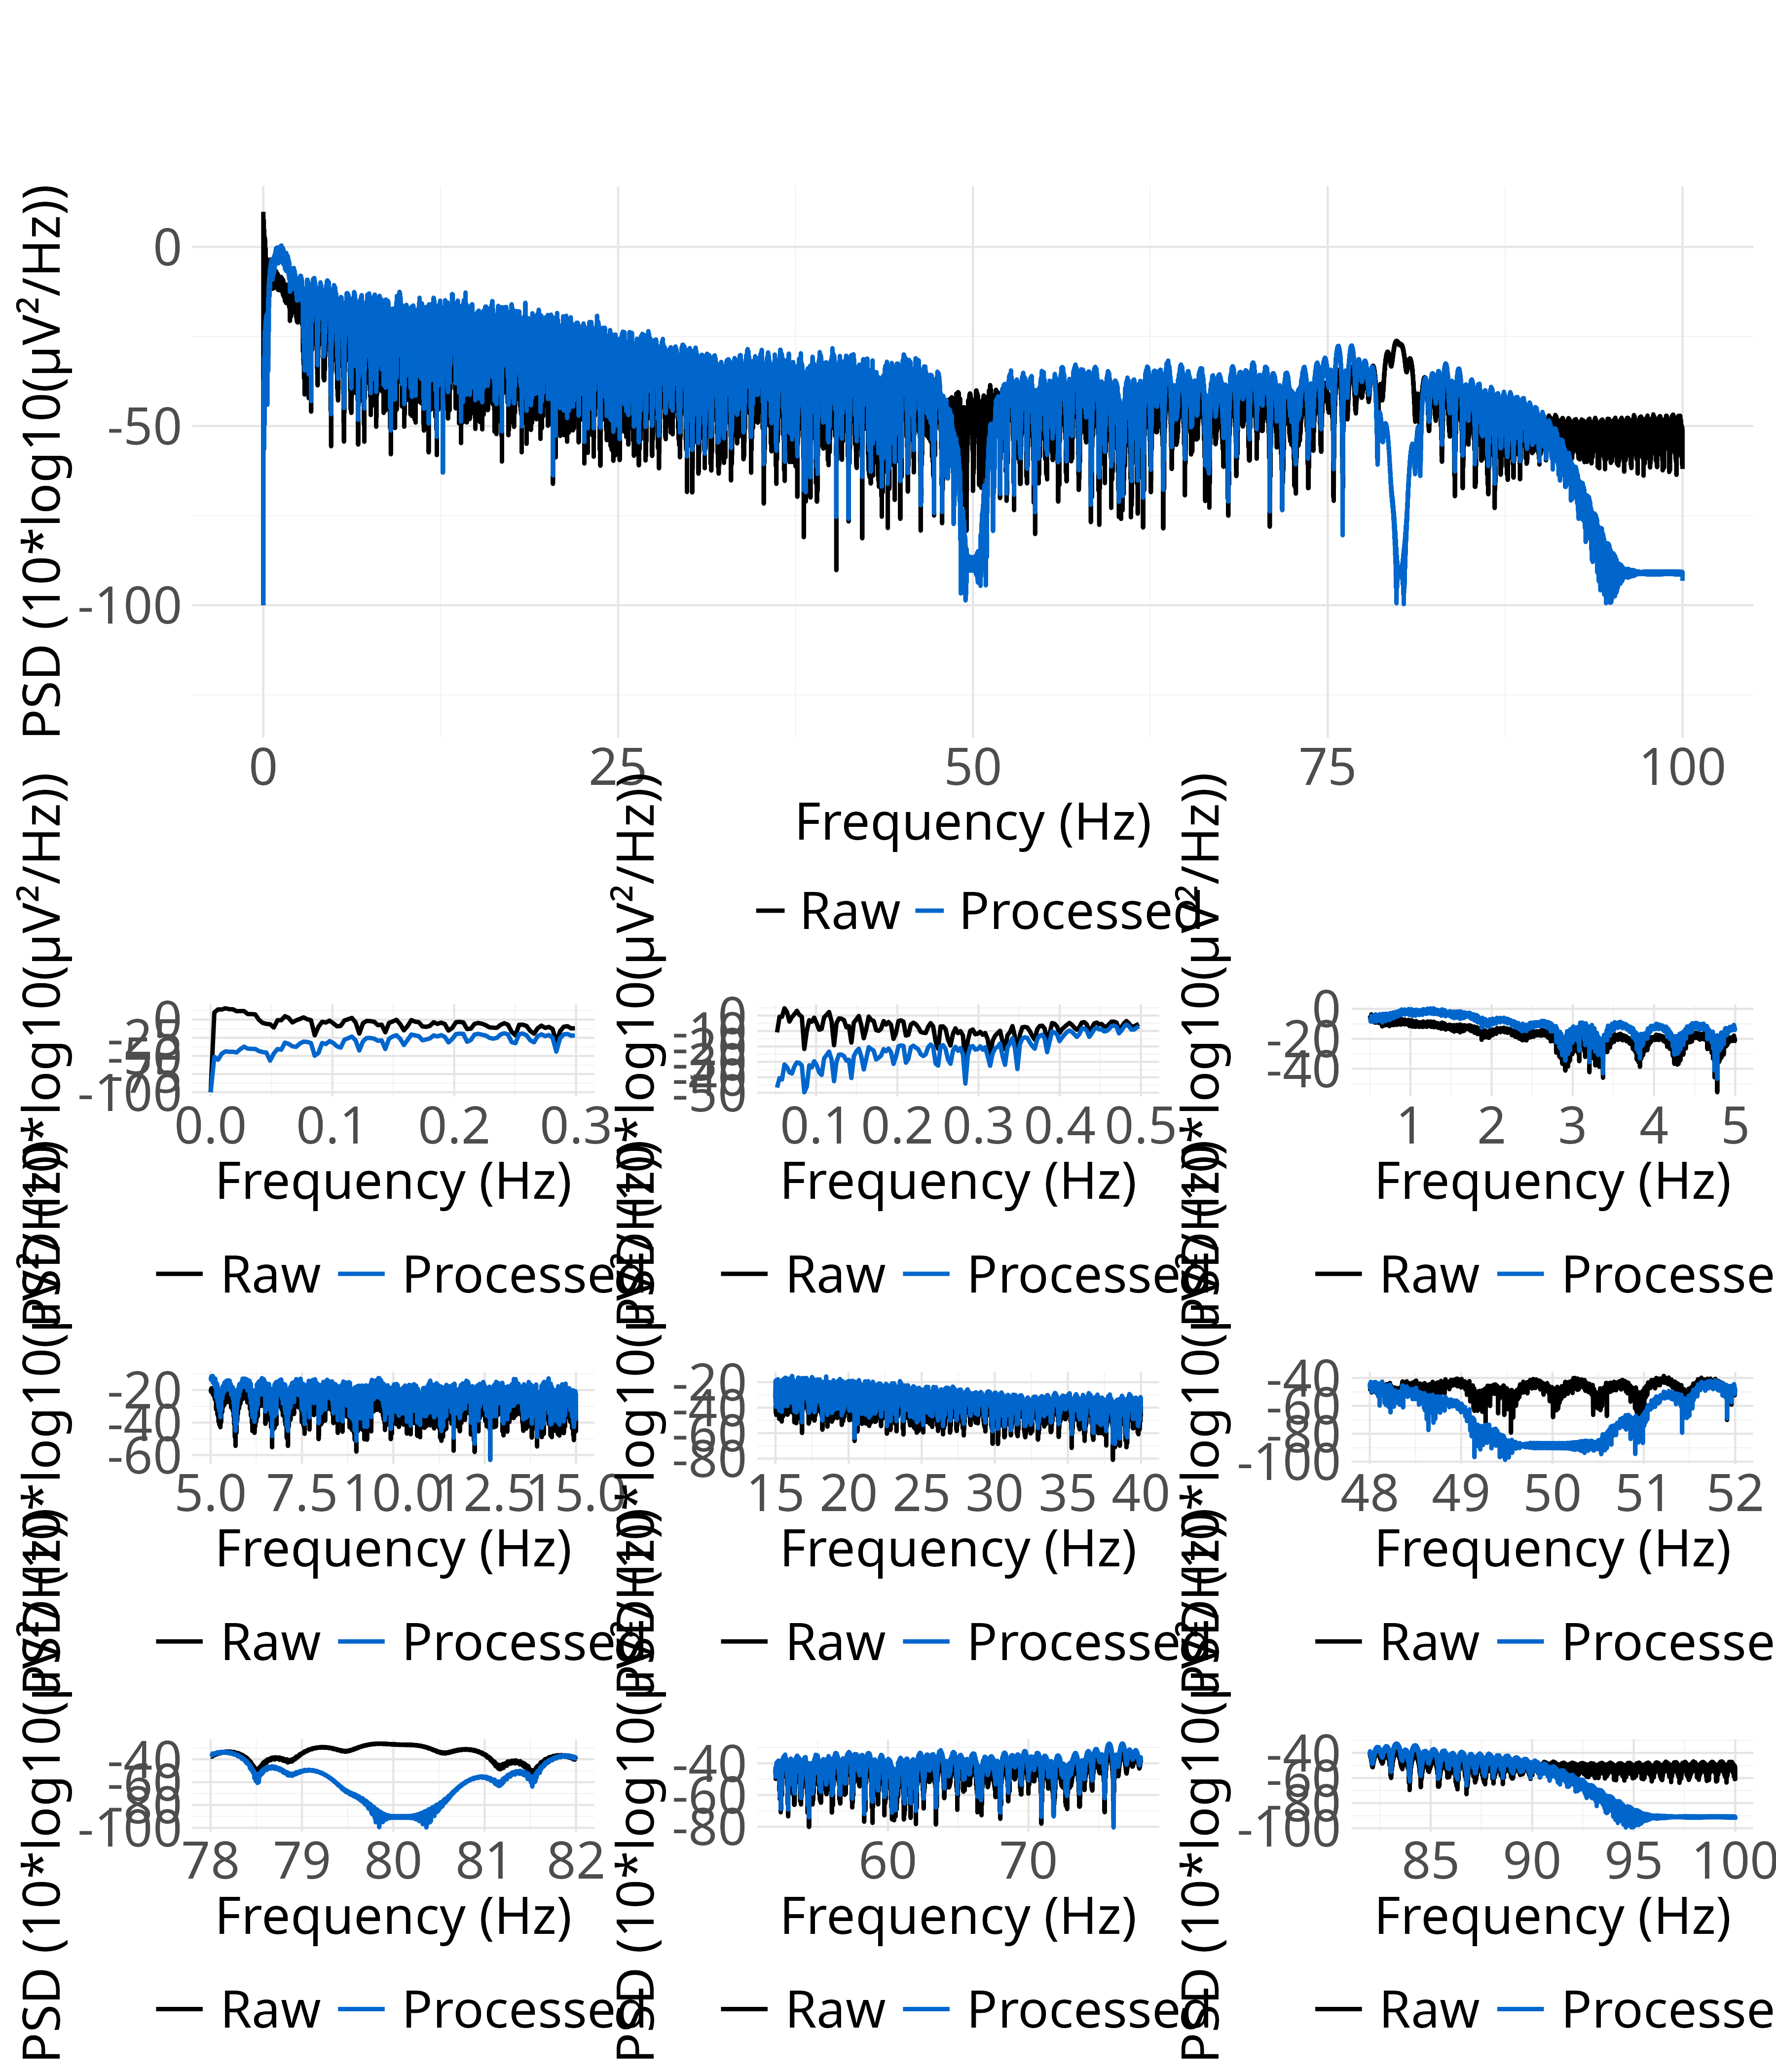 PSD (10*log10(µV²/Hz))
0
-50
-100
0 25 50 75 100
Frequency (Hz)
Raw Processed
PSD (10*log10(µV²/Hz))
0
-25
-50
-75
-100
0.0 0.1 0.2 0.3
Frequency (Hz)
Raw Processed
PSD (10*log10(µV²/Hz))
0
-10
-20
-30
-40
-50
0.1 0.2 0.3 0.4 0.5
Frequency (Hz)
Raw Processed
PSD (10*log10(µV²/Hz))
0
-20
-40
1 2 3 4 5
Frequency (Hz)
Raw Processe
PSD (10*log10(µV²/Hz))
-20
-40
-60
5.0 7.5 10.0 12.5 15.0
Frequency (Hz)
Raw Processed
PSD (10*log10(µV²/Hz))
-20
-40
-60
-80
15 20 25 30 35 40
Frequency (Hz)
Raw Processed
PSD (10*log10(µV²/Hz))
-40
-60
-80
-100
48 49 50 51 52
Frequency (Hz)
Raw Processe
PSD (10*log10(µV²/Hz))
-40
-60
-80
-100
78 79 80 81 82
Frequency (Hz)
Raw Processed
PSD (10*log10(µV²/Hz))
-40
-60
-80
60 70
Frequency (Hz)
Raw Processed
PSD (10*log10(µV²/Hz))
-40
-60
-80
-100
85 90 95 100
Frequency (Hz)
Raw Processe